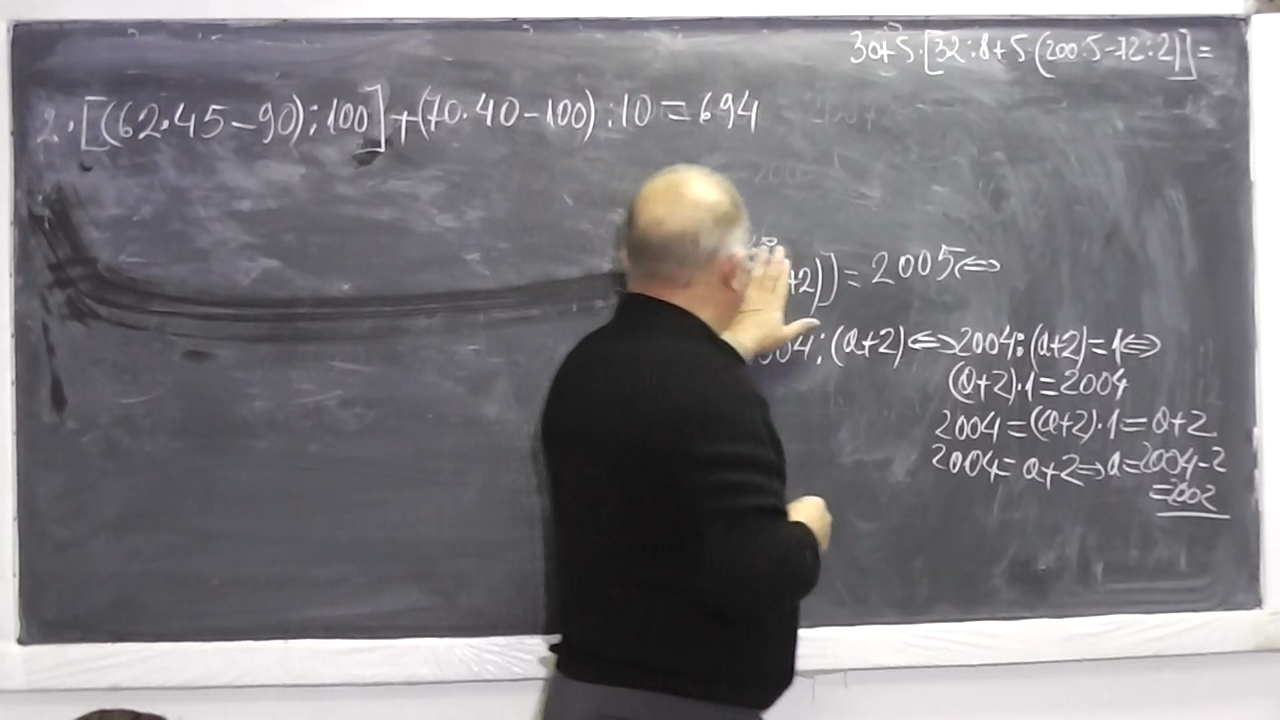 30+5·[32:8+5·(200:5-72:2)]=
2·[(62·45-90):100]+(70·40-100):10=694
+2)]=2005⇔
004:(a+2)⇔2004:(a+2)=1⇔
(a+2)·1=2004
2004=(a+2)·1=a+2
2004=a+2⇒a=2004-2
=2002